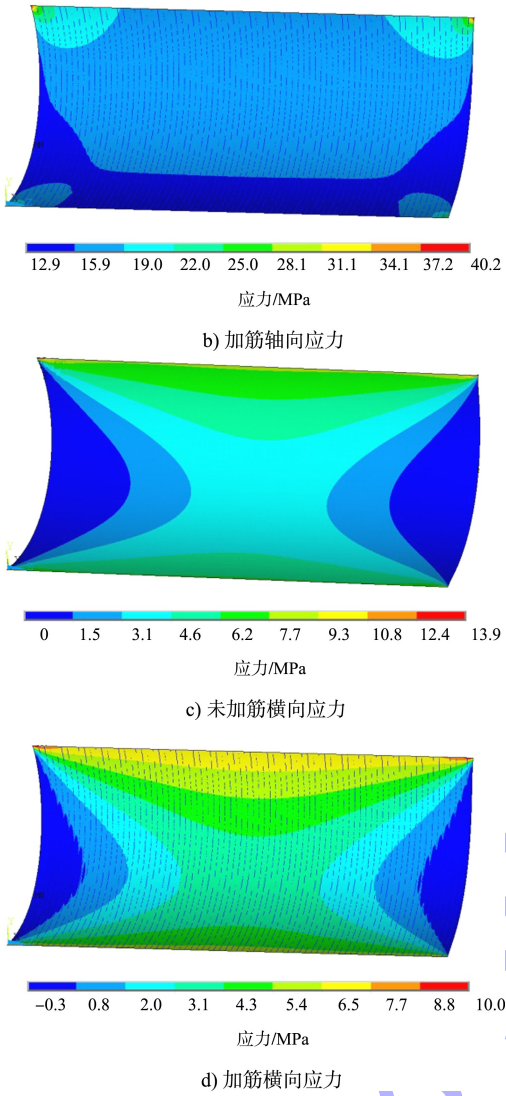 12.9 15.9 19.0 22.0 25.0 28.1 31.1 34.1 37.2 40.2
应力/MPa
b) 加筋轴向应力
0 1.5 3.1 4.6 6.2 7.7 9.3 10.8 12.4 13.9
应力/MPa
c) 未加筋横向应力
−0.3 0.8 2.0 3.1 4.3 5.4 6.5 7.7 8.8 10.0
应力/MPa
d) 加筋横向应力